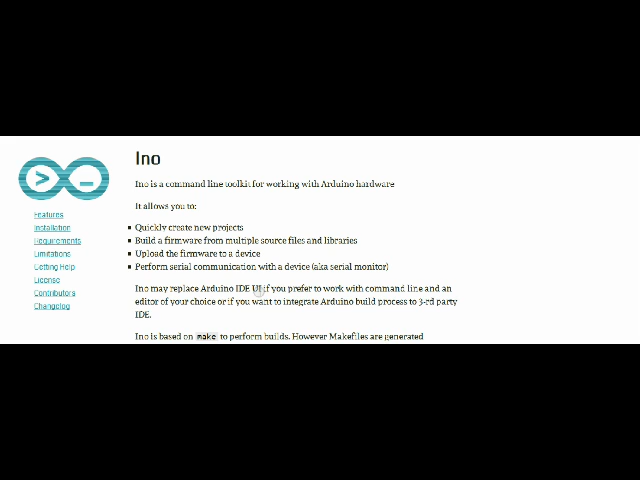 Ino
Ino is a command line toolkit for working with Arduino hardware
It allows you to:
Quickly create new projects
Build a firmware from multiple source files and libraries
Upload the firmware to a device
Perform serial communication with a device (aka serial monitor)
Ino may replace Arduino IDE UI if you prefer to work with command line and an
editor of your choice or if you want to integrate Arduino build process to 3-rd party
IDE.
Ino is based on make to perform builds. However Makefiles are generated
Features
Installation
Requirements
Limitations
Getting Help
License
Contributors
Changelog